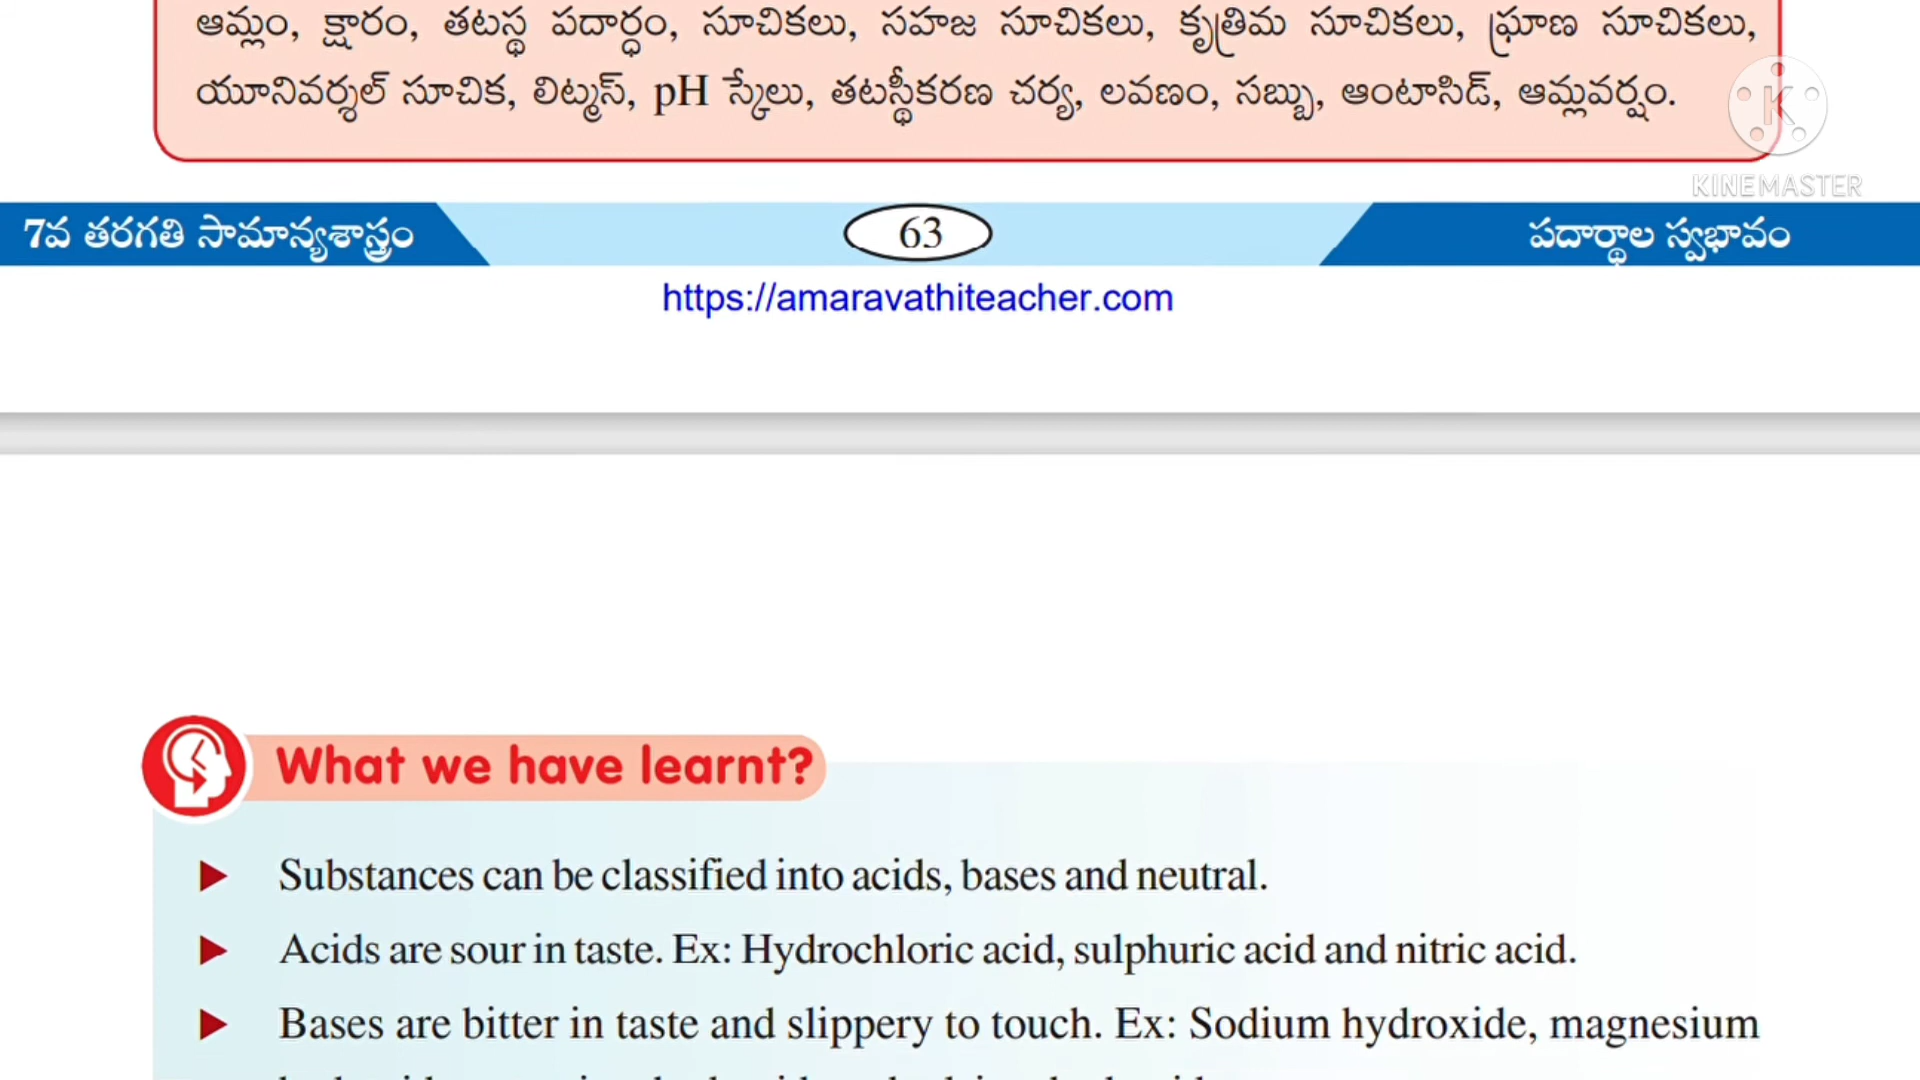 ఆమ్లం, క్షారం, తటస్థ పదార్ధం, సూచికలు, సహజ సూచికలు, కృత్రిమ సూచికలు, ఘ్రాణ సూచికలు,
యూనివర్శల్ సూచిక, లిట్మస్, pH స్కేలు, తటస్థీకరణ చర్య, లవణం, సబ్బు, ఆంటాసిడ్, ఆమ్లవర్షం.
K
KINEMASTER
7వ తరగతి సామాన్యశాస్త్రం 63 పదార్థాల స్వభావం
https://amaravathiteacher.com
What we have learnt?
Substances can be classified into acids, bases and neutral.
Acids are sour in taste. Ex: Hydrochloric acid, sulphuric acid and nitric acid.
Bases are bitter in taste and slippery to touch. Ex: Sodium hydroxide, magnesium